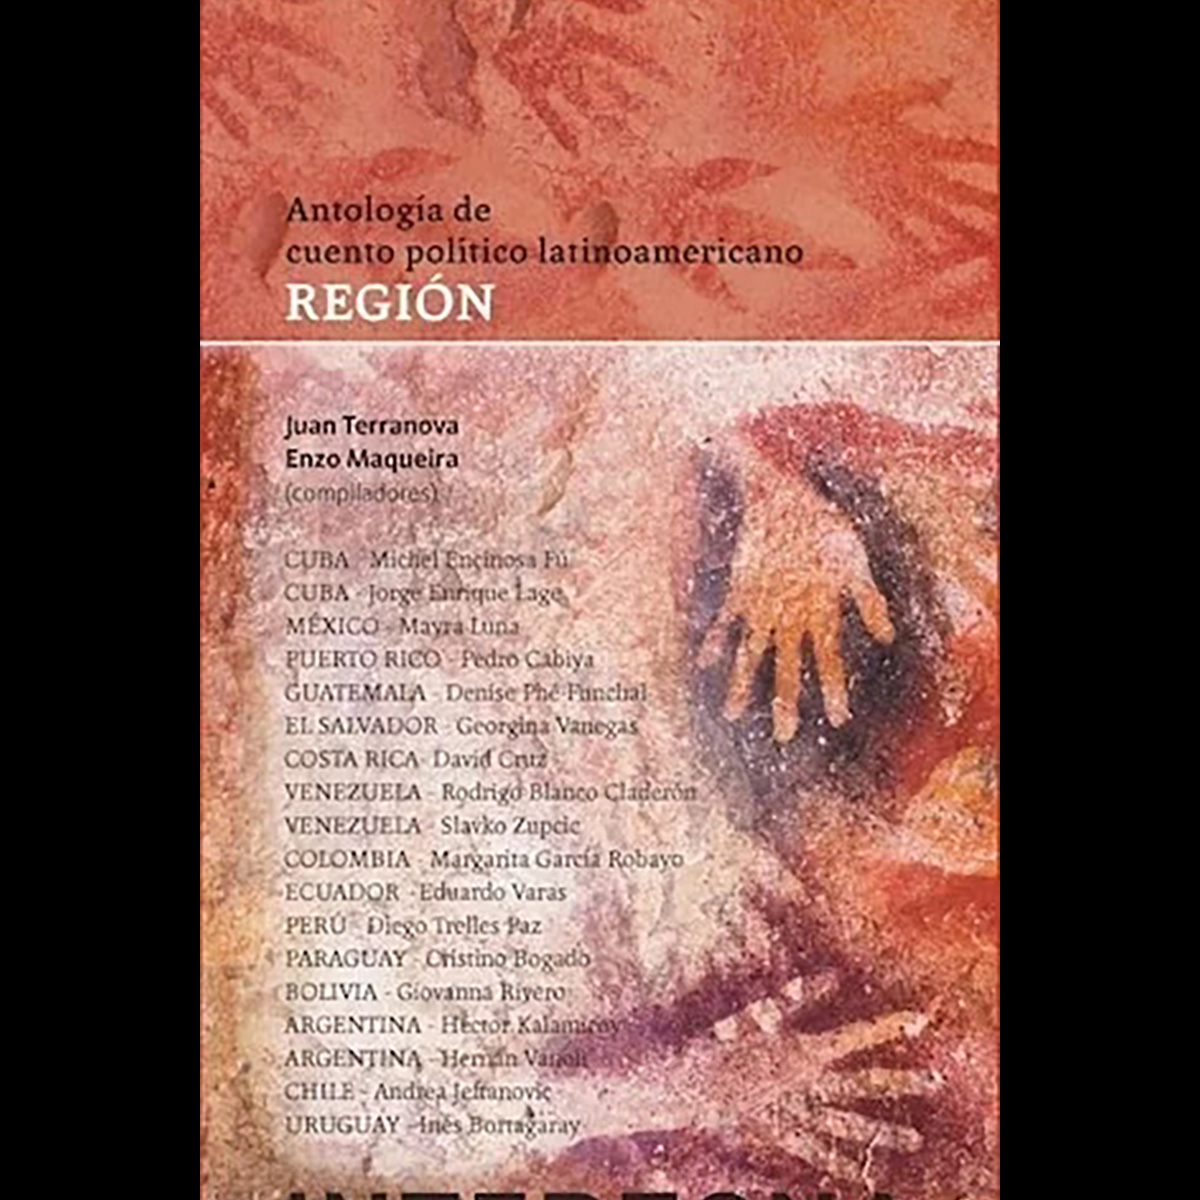 Antología de
cuento político latinoamericano
REGIÓN
Juan Terranova
Enzo Maqueira
(compiladores)
CUBA - Michel Encinosa Fú
CUBA - Jorge Enrique Lage
MÉXICO - Mayra Luna
PUERTO RICO - Pedro Cabiya
GUATEMALA - Denise Phé-Funchal
EL SALVADOR - Georgina Vanegas
COSTA RICA - David Cruz
VENEZUELA - Rodrigo Blanco Claderón
VENEZUELA - Slavko Zupcic
COLOMBIA - Margarita García Robayo
ECUADOR - Eduardo Varas
PERÚ - Diego Trelles Paz
PARAGUAY - Cristino Bogado
BOLIVIA - Giovanna Rivero
ARGENTINA - Héctor Kalamicoy
ARGENTINA - Hernán Vanoli
CHILE - Andrea Jeftanovic
URUGUAY - Inés Bortagaray